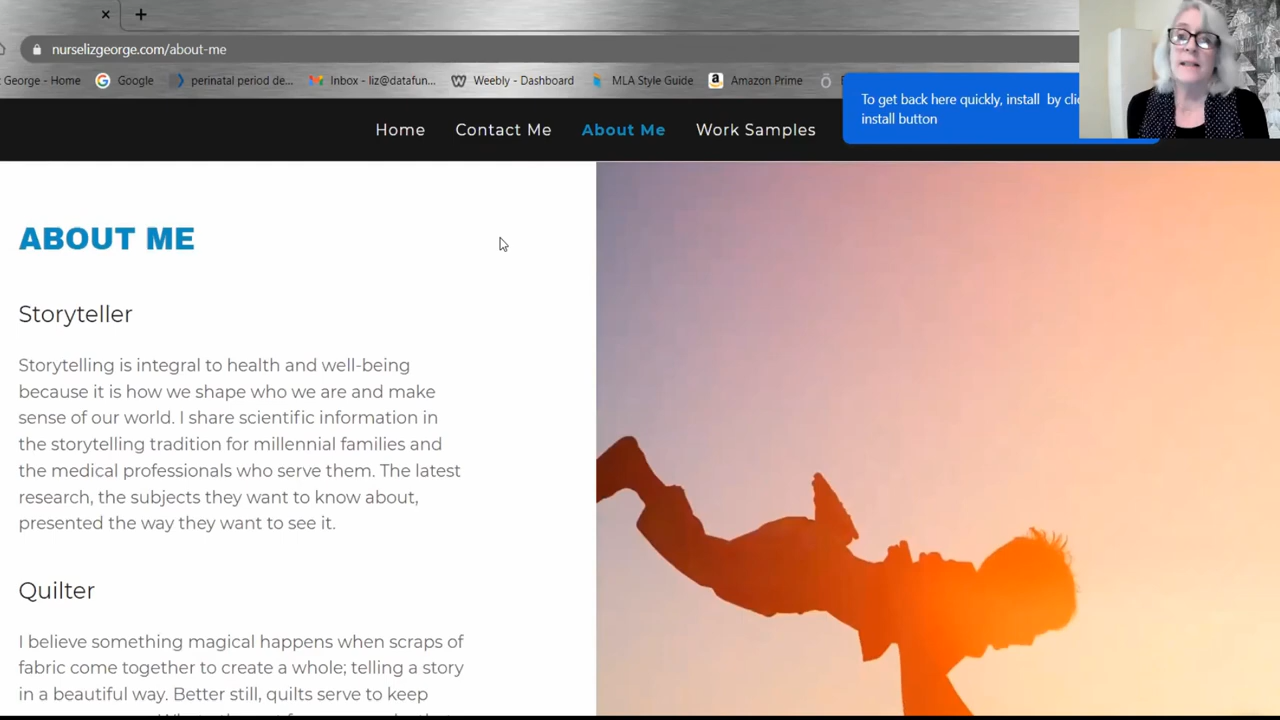 nurselizgeorge.com/about-me
George - Home Google perinatal period de... Inbox - liz@datafun... Weebly - Dashboard MLA Style Guide Amazon Prime
To get back here quickly, install by
install button
Home Contact Me About Me Work Samples
ABOUT ME
Storyteller
Storytelling is integral to health and well-being
because it is how we shape who we are and make
sense of our world. I share scientific information in
the storytelling tradition for millennial families and
the medical professionals who serve them. The latest
research, the subjects they want to know about,
presented the way they want to see it.
Quilter
I believe something magical happens when scraps of
fabric come together to create a whole; telling a story
in a beautiful way. Better still, quilts serve to keep